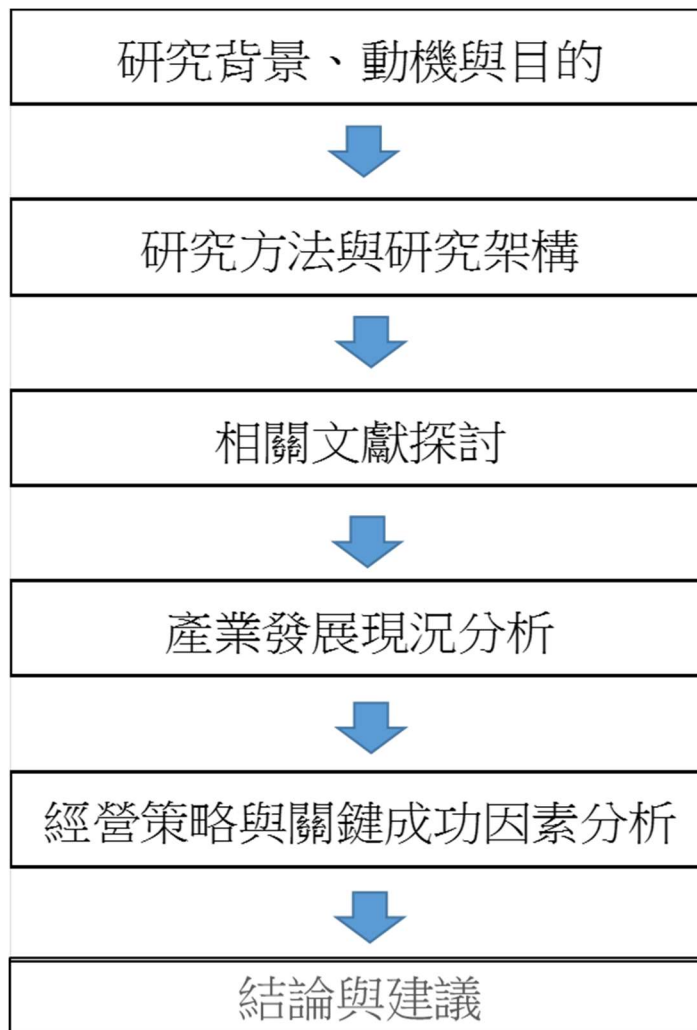 研究背景、動機與目的
研究方法與研究架構
相關文獻探討
產業發展現況分析
經營策略與關鍵成功因素分析
結論與建議